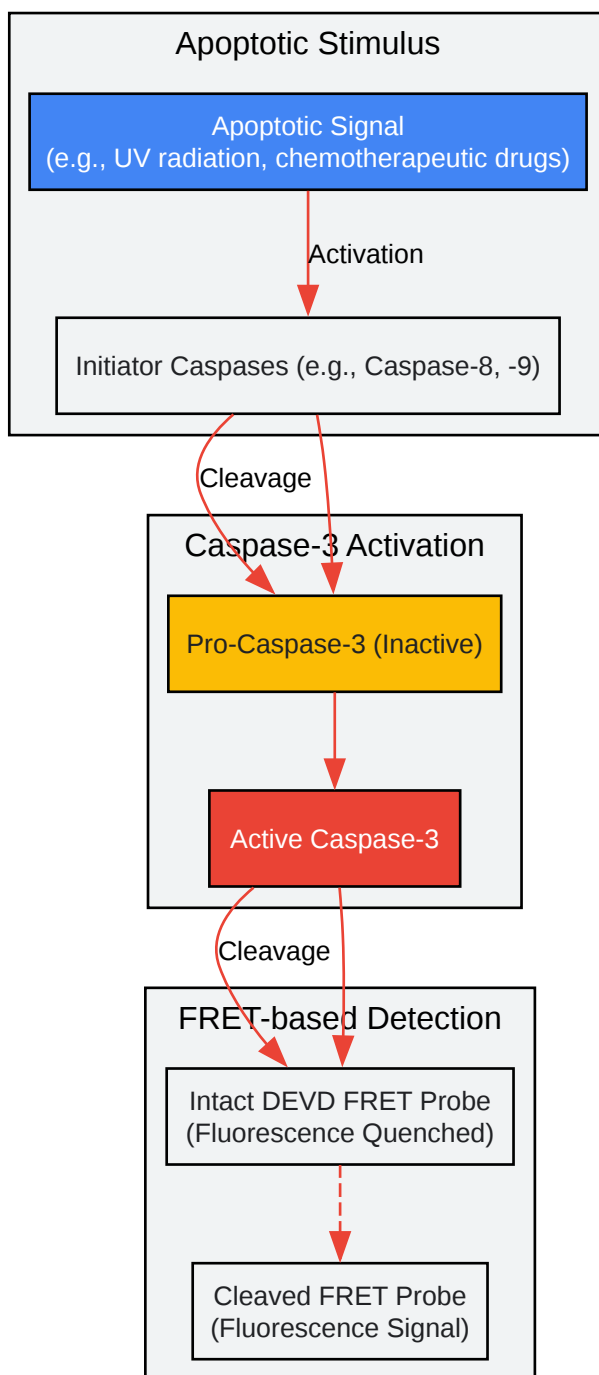 Apoptotic Stimulus
Apoptotic Signal
(e.g., UV radiation, chemotherapeutic drugs)
Activation
Initiator Caspases (e.g., Caspase-8, -9)
Cleavage
Caspase-3 Activation
Pro-Caspase-3 (Inactive)
Active Caspase-3
Cleavage
FRET-based Detection
Intact DEVD FRET Probe
(Fluorescence Quenched)
Cleaved FRET Probe
(Fluorescence Signal)